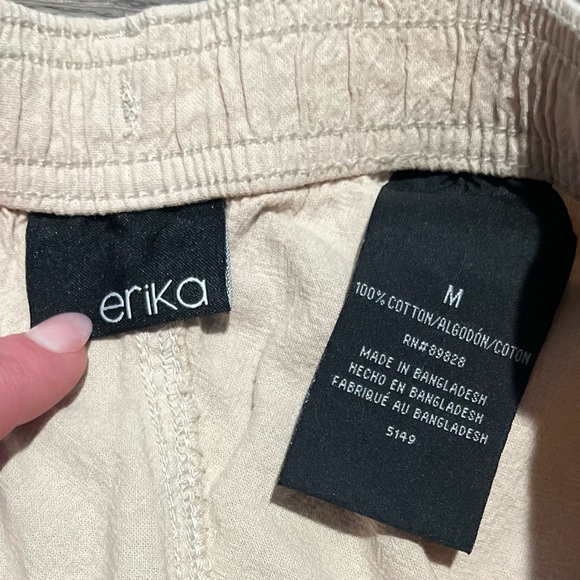 erika
M
100% COTTON/ALGODÓN/COTON
RN#89828
MADE IN BANGLADESH
HECHO EN BANGLADESH
FABRIQUÉ AU BANGLADESH
5149